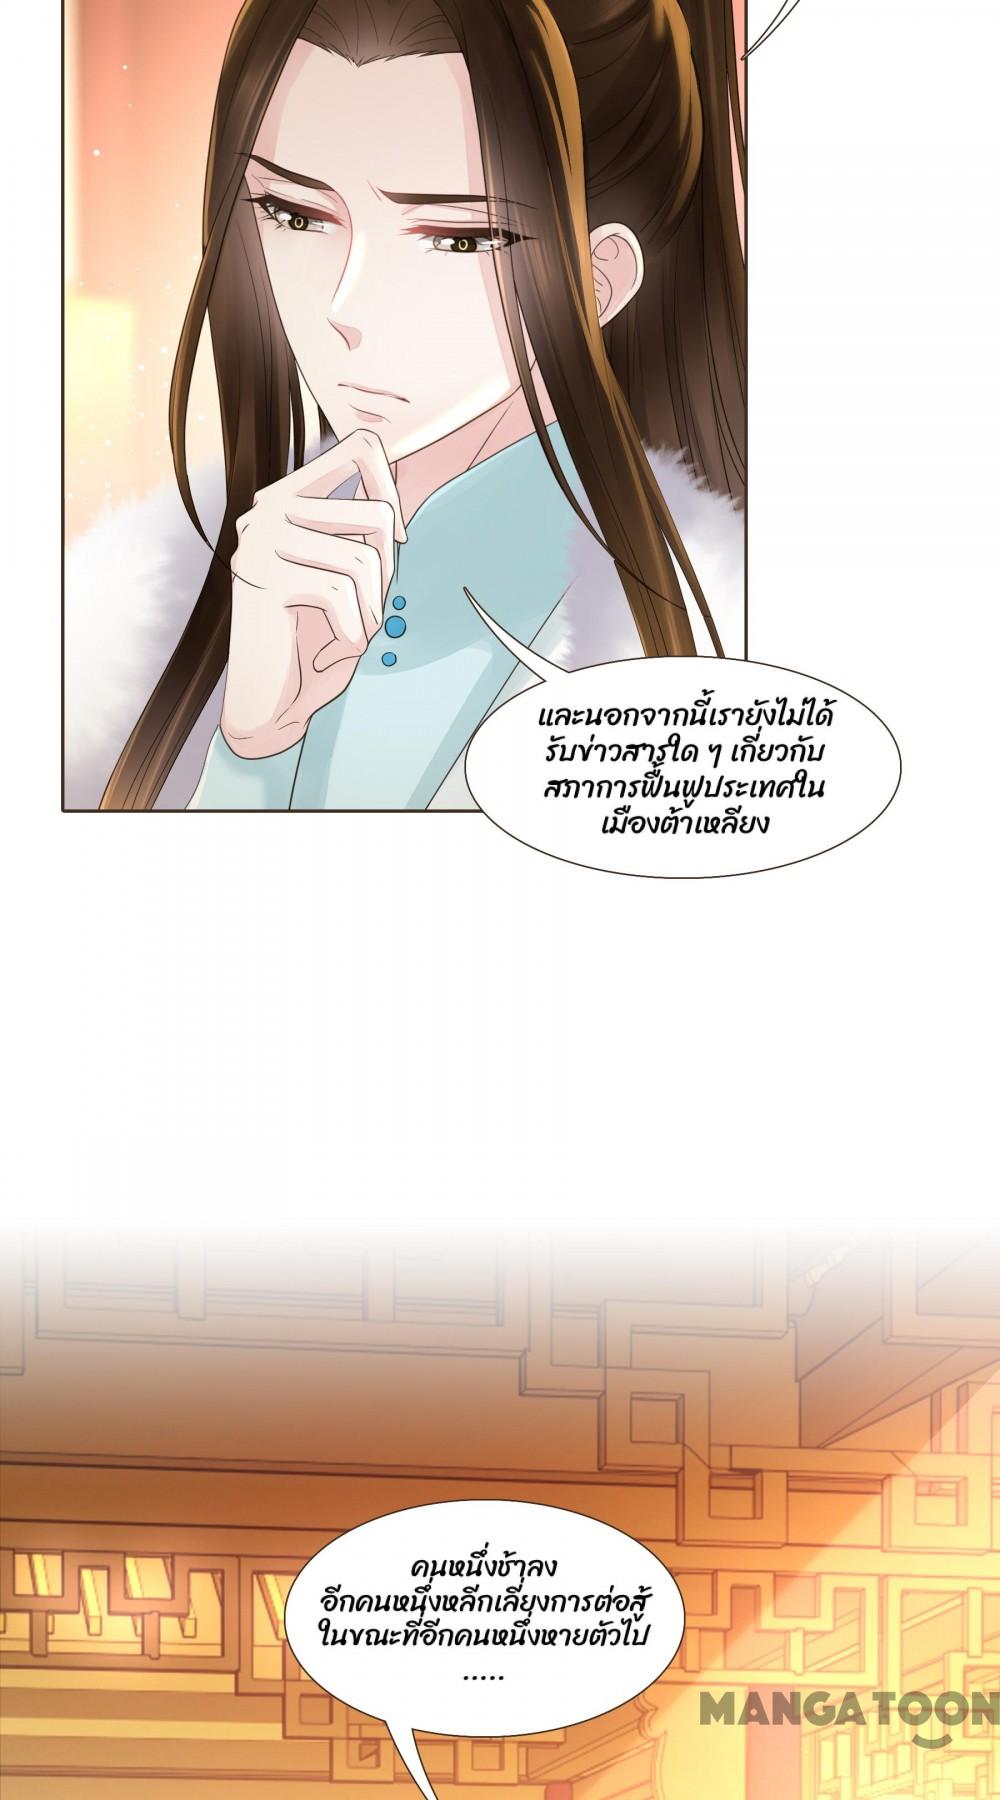 และนอกจากนี้เรายังไม่ได้
รับข่าวสารใด ๆ เกี่ยวกับ
สภาการฟื้นฟูประเทศใน
เมืองต้าเหลียง
คนหนึ่งช้าลง
อีกคนหนึ่งหลีกเลี่ยงการต่อสู้
ในขณะที่อีกคนหนึ่งหายตัวไป
.....
MANGATOON